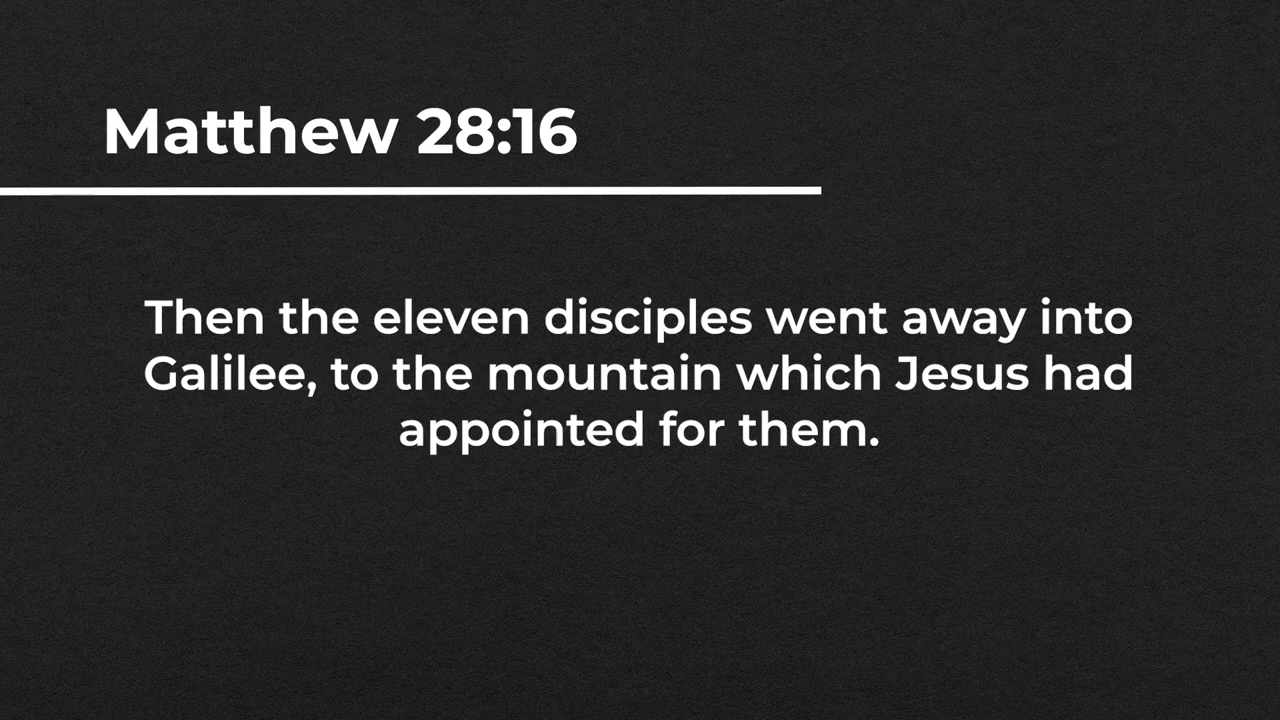 Matthew 28:16
Then the eleven disciples went away into
Galilee, to the mountain which Jesus had
appointed for them.